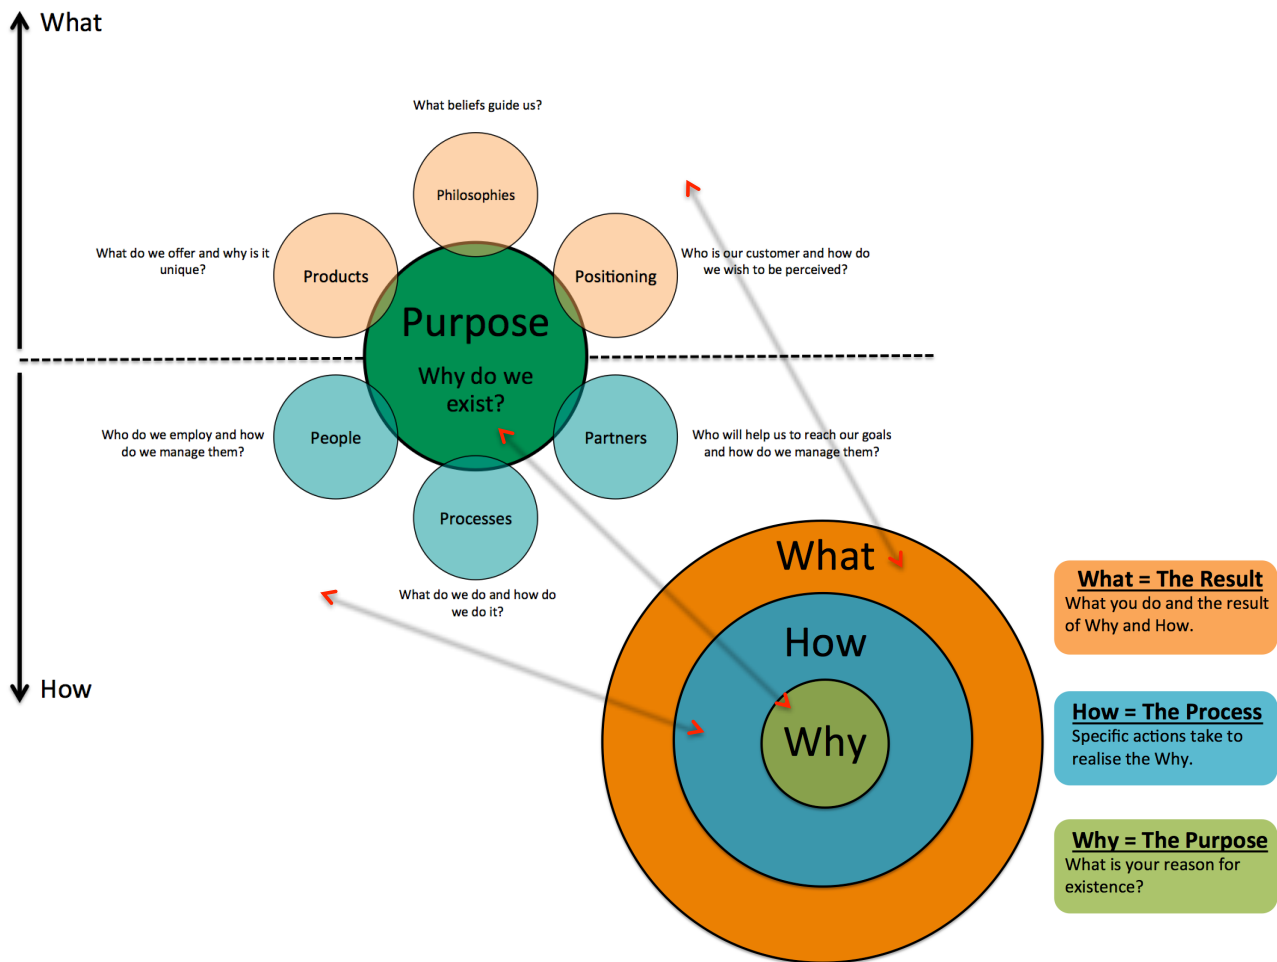 What
What beliefs guide us?
Philosophies
What do we offer and why is it
unique?
Products
Positioning
Who is our customer and how do
we wish to be perceived?
Purpose
Why do we
exist?
Who do we employ and how
do we manage them?
People
Partners
Who will help us to reach our goals
and how do we manage them?
Processes
What do we do and how do
we do it?
How
What
How
Why
What = The Result
What you do and the result
of Why and How.
How = The Process
Specific actions take to
realise the Why.
Why = The Purpose
What is your reason for
existence?